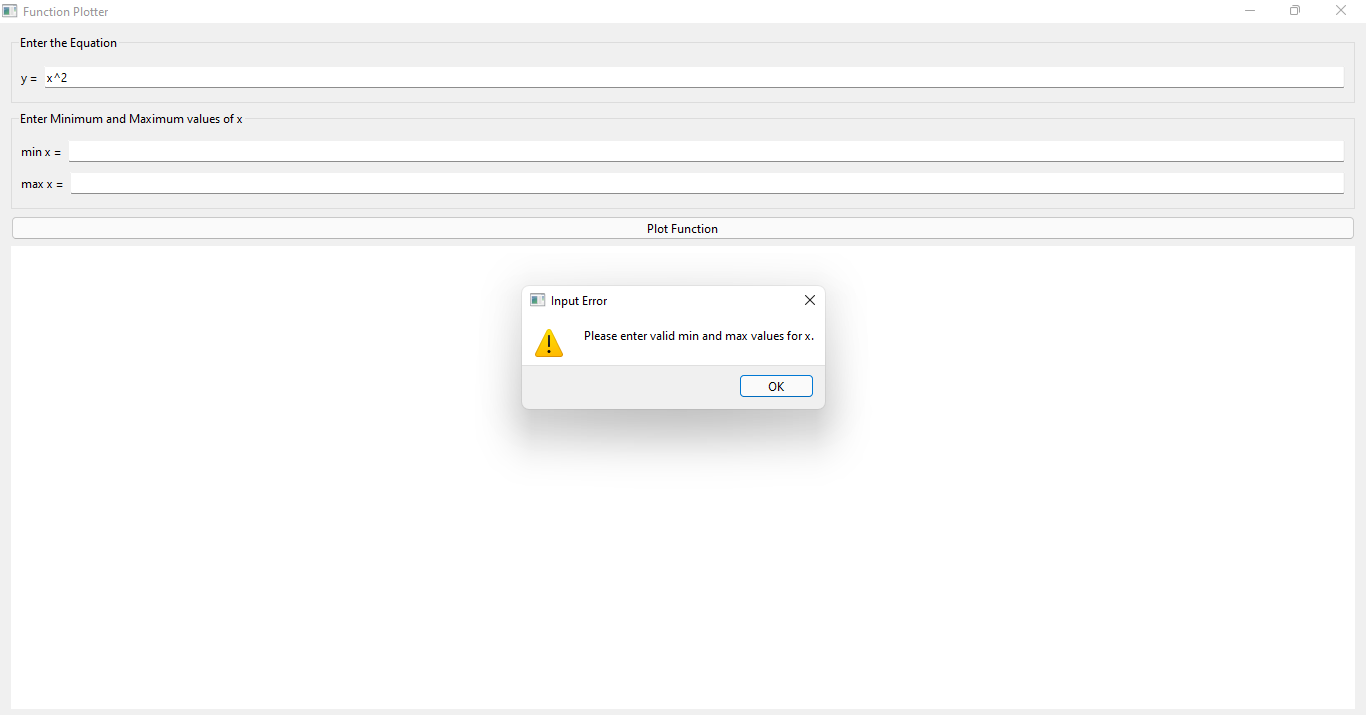 Function Plotter
Enter the Equation
y = x^2
Enter Minimum and Maximum values of x
min x =
max x =
Plot Function
Input Error
Please enter valid min and max values for x.
OK